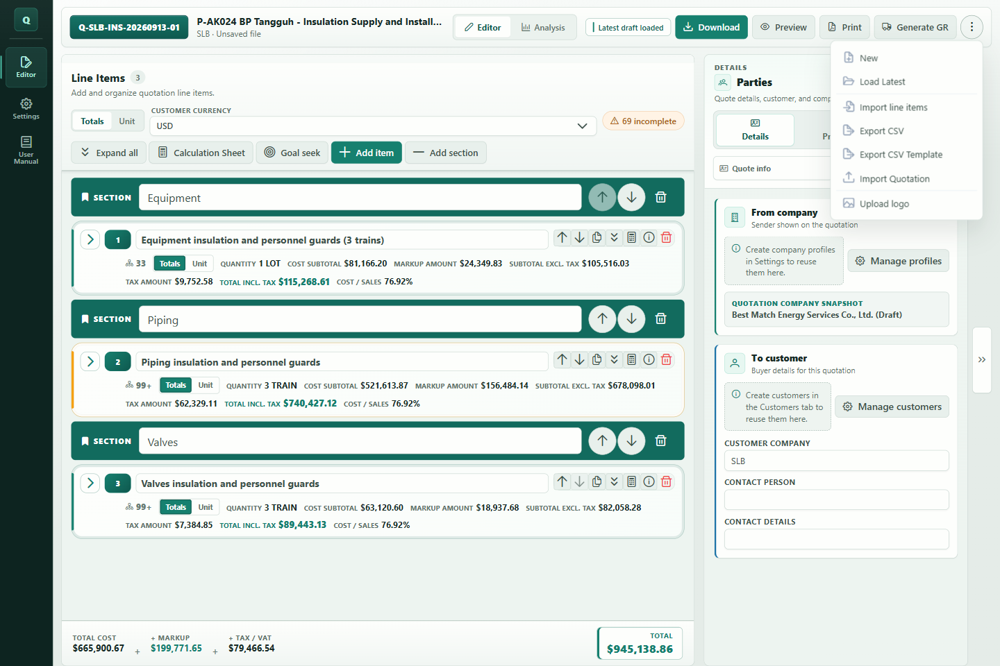 Q
Editor
Settings
User Manual
Q-SLB-INS-20260913-01
P-AK024 BP Tangguh - Insulation Supply and Install...
SLB · Unsaved file
Editor
Analysis
Latest draft loaded
Download
Preview
Print
Generate GR
New
Load Latest
Import line items
Export CSV
Export CSV Template
Import Quotation
Upload logo
Line Items 3
Add and organize quotation line items.
Totals Unit
CUSTOMER CURRENCY
USD
69 incomplete
Expand all
Calculation Sheet
Goal seek
Add item
Add section
SECTION Equipment
1 Equipment insulation and personnel guards (3 trains)
33 Totals Unit QUANTITY 1 LOT COST SUBTOTAL $81,166.20 MARKUP AMOUNT $24,349.83 SUBTOTAL EXCL. TAX $105,516.03
TAX AMOUNT $9,752.58 TOTAL INCL. TAX $115,268.61 COST / SALES 76.92%
SECTION Piping
2 Piping insulation and personnel guards
99+ Totals Unit QUANTITY 3 TRAIN COST SUBTOTAL $521,613.87 MARKUP AMOUNT $156,484.14 SUBTOTAL EXCL. TAX $678,098.01
TAX AMOUNT $62,329.11 TOTAL INCL. TAX $740,427.12 COST / SALES 76.92%
SECTION Valves
3 Valves insulation and personnel guards
99+ Totals Unit QUANTITY 3 TRAIN COST SUBTOTAL $63,120.60 MARKUP AMOUNT $18,937.68 SUBTOTAL EXCL. TAX $82,058.28
TAX AMOUNT $7,384.85 TOTAL INCL. TAX $89,443.13 COST / SALES 76.92%
TOTAL COST
$665,900.67
+
+ MARKUP
$199,771.65
+
+ TAX / VAT
$79,466.54
TOTAL
$945,138.86
DETAILS
Parties
Quote details, customer, and comp
Details
Pr
Quote info
From company
Sender shown on the quotation
Create company profiles
in Settings to reuse
them here.
Manage profiles
QUOTATION COMPANY SNAPSHOT
Best Match Energy Services Co., Ltd. (Draft)
To customer
Buyer details for this quotation
Create customers in
the Customers tab to
reuse them here.
Manage customers
CUSTOMER COMPANY
SLB
CONTACT PERSON
CONTACT DETAILS